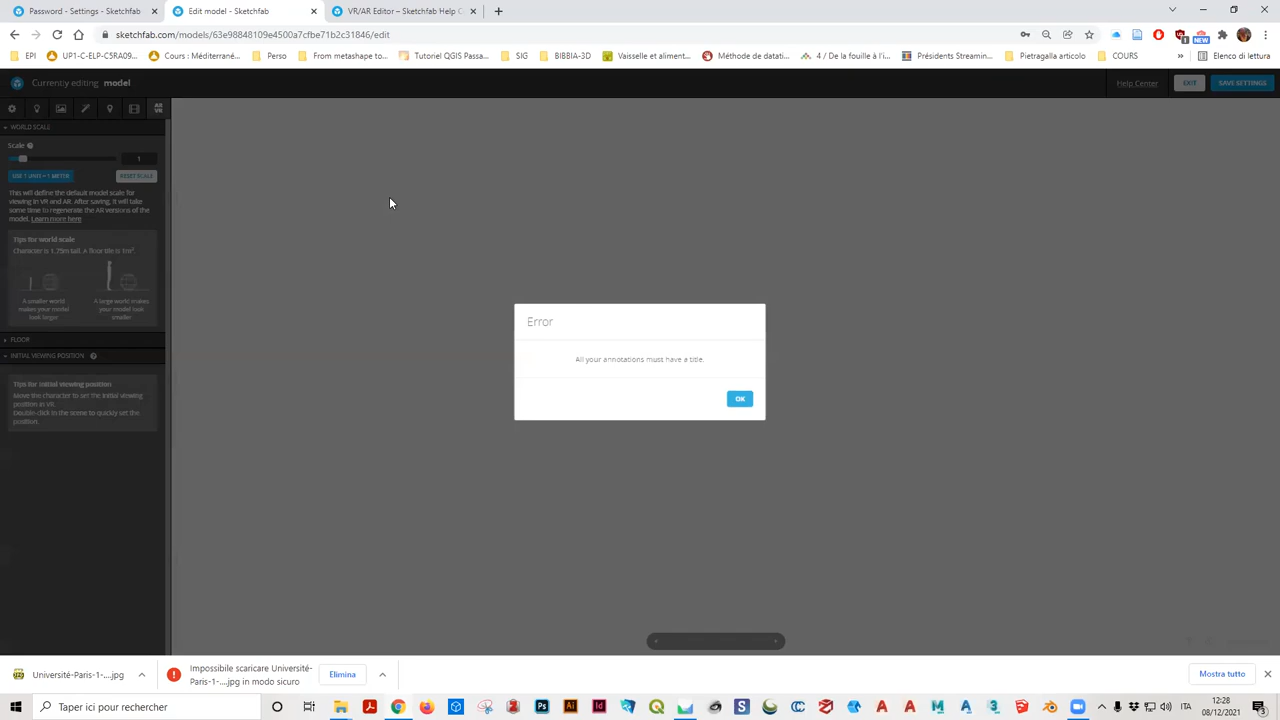 Password - Settings - Sketchfab
Edit model - Sketchfab
VR/AR Editor – Sketchfab Help C
sketchfab.com/models/63e98848109e4500a7cfbe71b2c31846/edit
EPI
UP1-C-ELP-C5RA09...
Cours : Méditerrané...
Perso
From metashape to...
Tutoriel QGIS Passa...
SIG
BIBBIA-3D
Vaisselle et aliment...
4 / De la fouille à l'i...
Présidents Streamin...
Méthode de datati...
Pietragalla articolo
COURS
»
Elenco di lettura
NEW
1
Currently editing model
Help Center
EXIT
SAVE SETTINGS
AR
VR
WORLD SCALE
Scale
1
USE 1 UNIT = 1 METER
RESET SCALE
This will define the default model scale for
viewing in VR and AR. After saving, it will take
some time to regenerate the AR versions of the
model. Learn more here
Tips for world scale
Character is 1.75m tall. A floor tile is 1m².
A smaller world
makes your model
look larger
A large world makes
your model look
smaller
FLOOR
INITIAL VIEWING POSITION
Tips for initial viewing position
Move the character to set the initial viewing
position in VR.
Double-click in the scene to quickly set the
position.
Error
All your annotations must have a title.
OK
Université-Paris-1-....jpg
Impossibile scaricare Université-
Paris-1-....jpg in modo sicuro
Elimina
Mostra tutto
Taper ici pour rechercher
ITA
12:28
08/12/2021